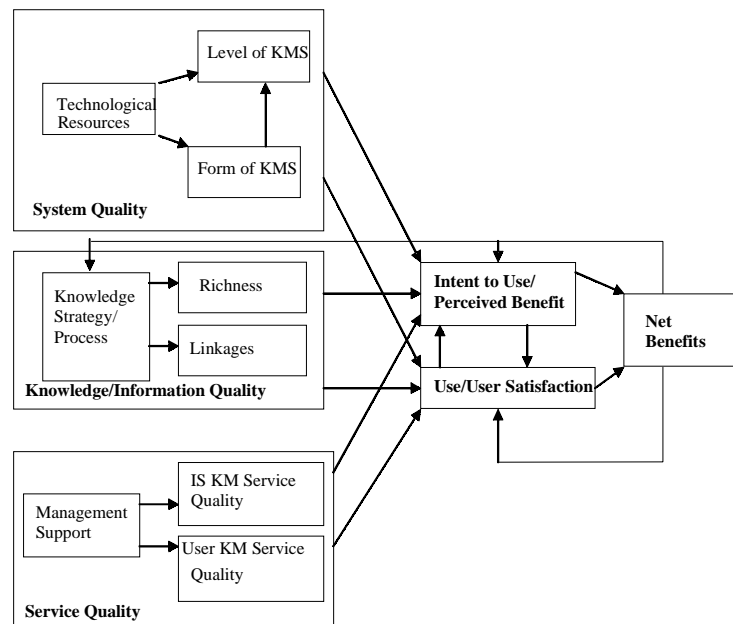 Level of KMS
Technological
Resources
Form of KMS
System Quality
Knowledge
Strategy/
Process
Richness
Linkages
Knowledge/Information Quality
IS KM Service
Quality
Management
Support
User KM Service
Quality
Service Quality
Intent to Use/
Perceived Benefit
Use/User Satisfaction
Net
Benefits